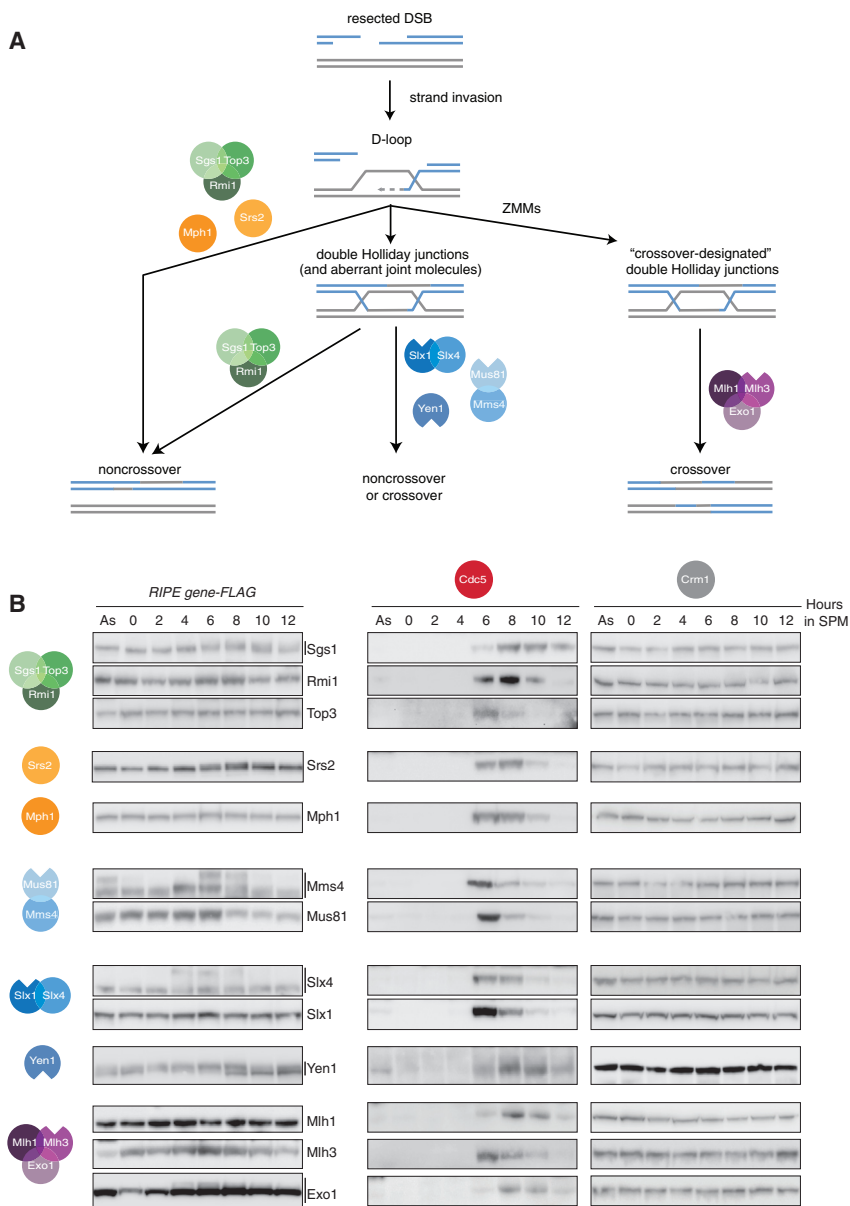 A
resected DSB
strand invasion
D-loop
Sgs1 Top3
Rmi1
Srs2
Mph1
ZMMs
double Holliday junctions
(and aberrant joint molecules)
“crossover-designated”
double Holliday junctions
Sgs1 Top3
Rmi1
Slx1 Slx4
Mus81
Yen1
Mms4
Mlh1 Mlh3
Exo1
noncrossover
noncrossover
or crossover
crossover
B
RIPE gene-FLAG
Cdc5
Crm1
As 0 2 4 6 8 10 12
As 0 2 4 6 8 10 12
As 0 2 4 6 8 10 12
Hours
in SPM
Sgs1 Top3
Rmi1
Sgs1
Rmi1
Top3
Srs2
Srs2
Mph1
Mph1
Mus81
Mms4
Mms4
Mus81
Slx1 Slx4
Slx4
Slx1
Yen1
Yen1
Mlh1 Mlh3
Exo1
Mlh1
Mlh3
Exo1